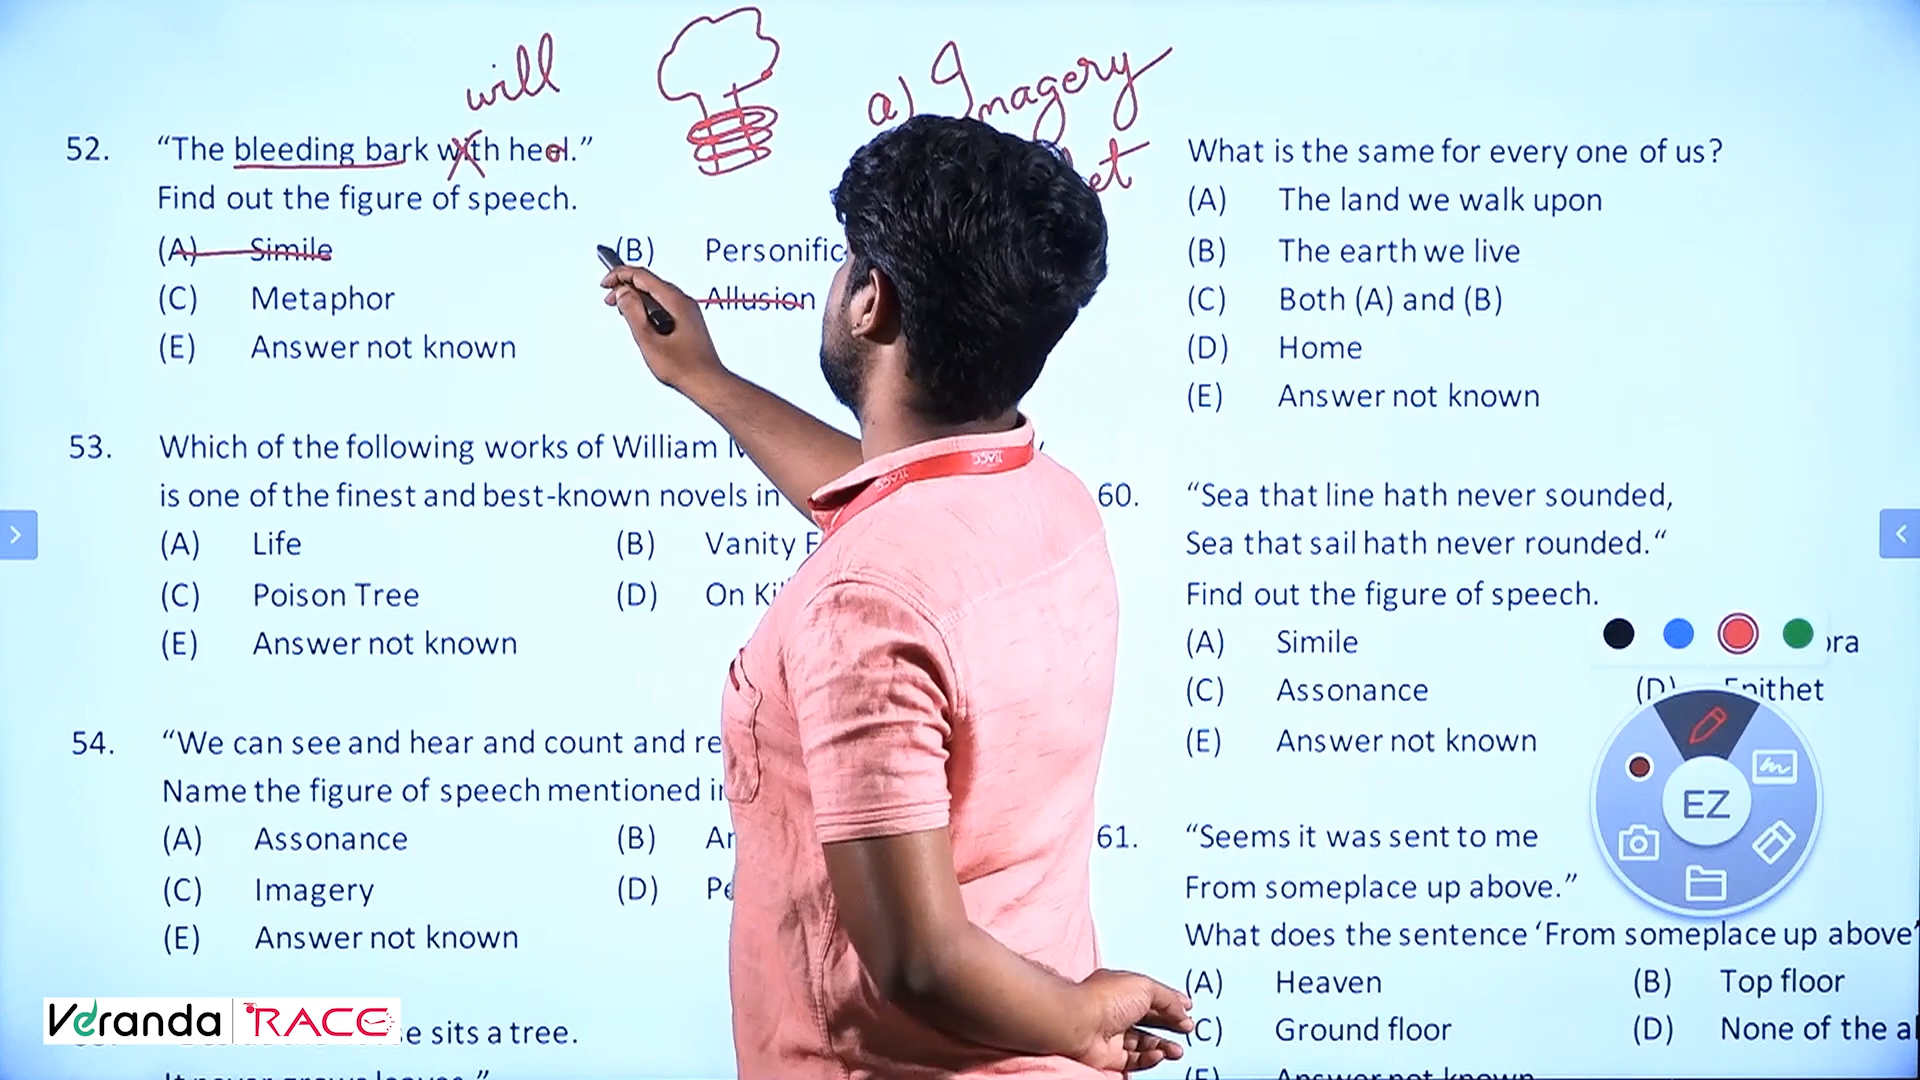 will
a) Imagery
52. “The bleeding bark with heal.”
Find out the figure of speech.
(A) Simile (B)
(C) Metaphor Allusion
(E) Answer not known
53. Which of the following works of William
is one of the finest and best-known novels in
(A) Life (B) Vanity
(C) Poison Tree (D) On
(E) Answer not known
54. “We can see and hear and count and
Name the figure of speech mentioned
(A) Assonance (B)
(C) Imagery (D)
(E) Answer not known
sits a tree.
What is the same for every one of us?
(A) The land we walk upon
(B) The earth we live
(C) Both (A) and (B)
(D) Home
(E) Answer not known
60. “Sea that line hath never sounded,
Sea that sail hath never rounded.“
Find out the figure of speech.
(A) Simile
(C) Assonance (D) Epithet
(E) Answer not known
61. “Seems it was sent to me
From someplace up above.”
What does the sentence ‘From someplace up above’
(A) Heaven (B) Top floor
(C) Ground floor (D) None of the
(E) Answer not known
EZ
Veranda RACE